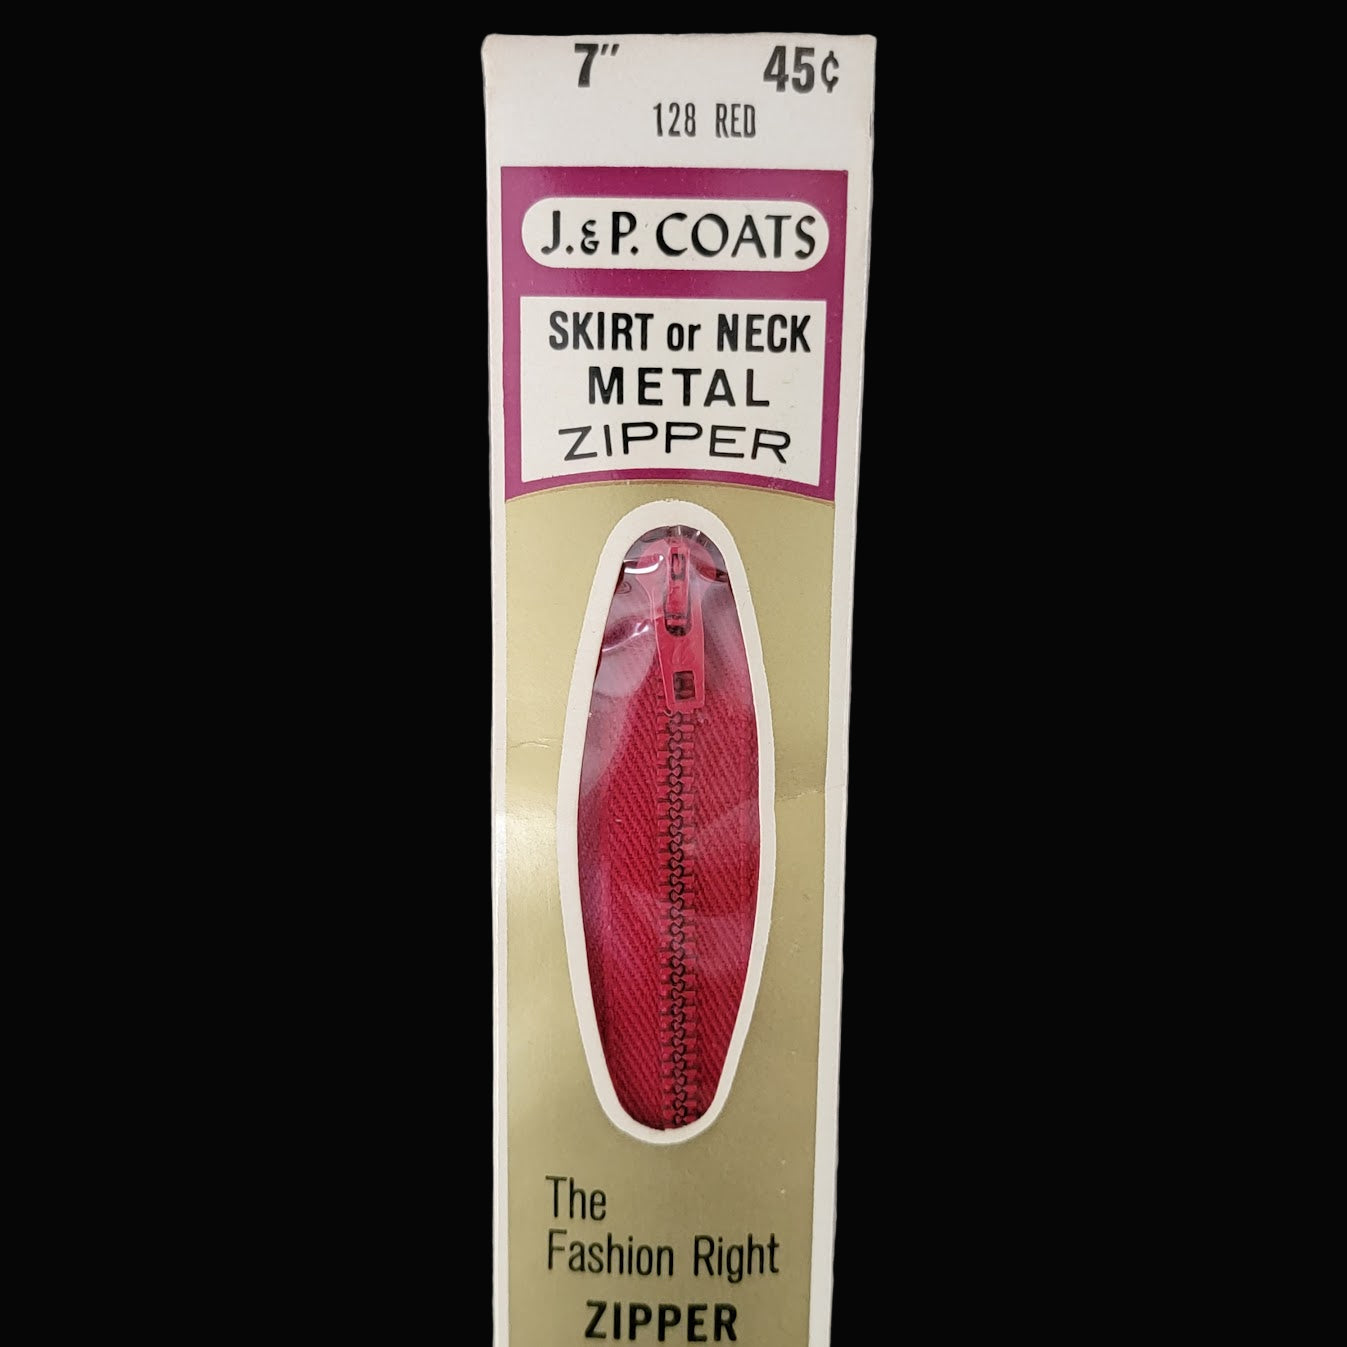 7" 45¢
128 RED
J. & P. COATS
SKIRT or NECK
METAL
ZIPPER
The
Fashion Right
ZIPPER